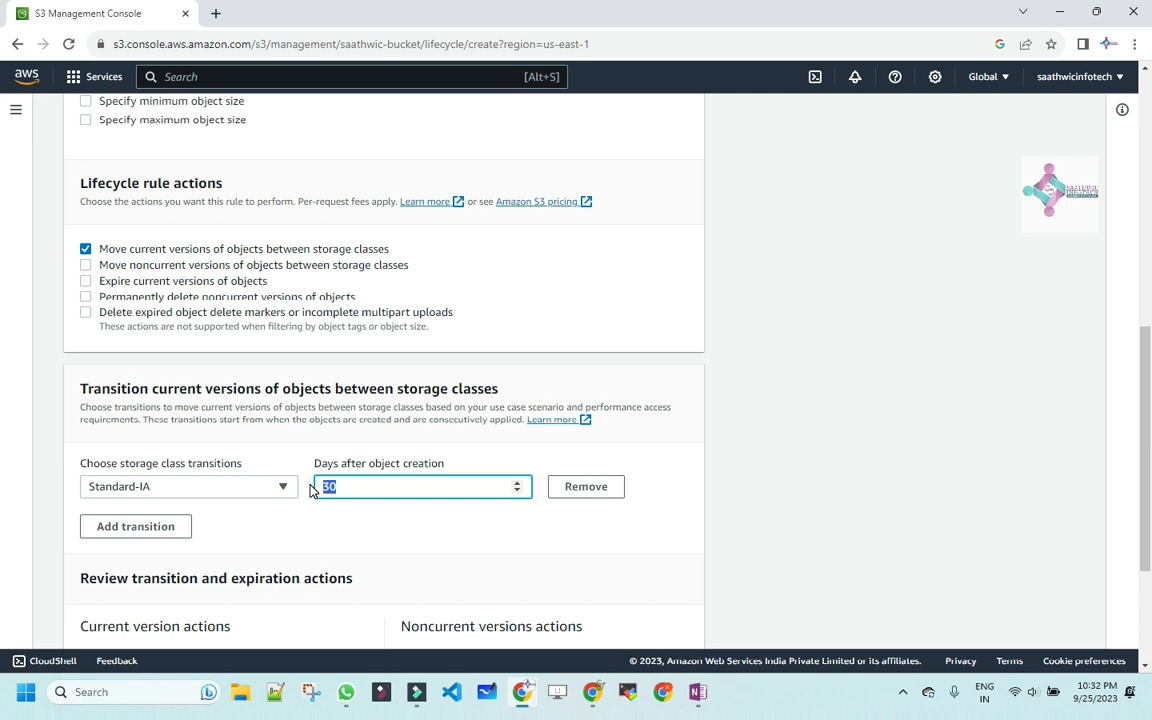 S3 Management Console
s3.console.aws.amazon.com/s3/management/saathwic-bucket/lifecycle/create?region=us-east-1
aws
Services
Search
[Alt+S]
Global
saathwicinfotech
Specify minimum object size
Specify maximum object size
Lifecycle rule actions
Choose the actions you want this rule to perform. Per-request fees apply. Learn more or see Amazon S3 pricing
Move current versions of objects between storage classes
Move noncurrent versions of objects between storage classes
Expire current versions of objects
Permanently delete noncurrent versions of objects
Delete expired object delete markers or incomplete multipart uploads
These actions are not supported when filtering by object tags or object size.
Transition current versions of objects between storage classes
Choose transitions to move current versions of objects between storage classes based on your use case scenario and performance access
requirements. These transitions start from when the objects are created and are consecutively applied. Learn more
Choose storage class transitions
Days after object creation
Standard-IA
30
Remove
Add transition
Review transition and expiration actions
Current version actions
Noncurrent versions actions
CloudShell
Feedback
© 2023, Amazon Web Services India Private Limited or its affiliates.
Privacy
Terms
Cookie preferences
Search
ENG
IN
10:32 PM
9/25/2023